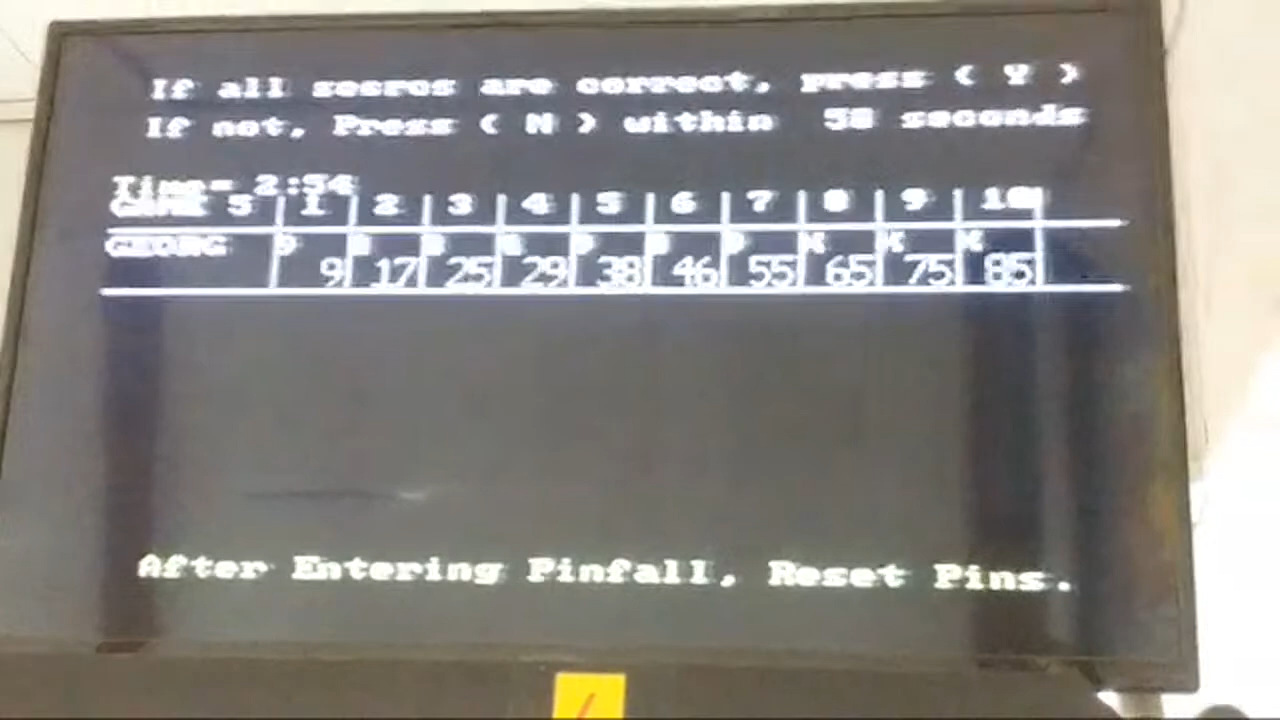 If all scores are correct, press ( Y )
If not, Press ( N ) within 58 seconds
Time= 2:54
GAME 5 1 2 3 4 5 6 7 8 9 10
GEORG
9 17 25 29 38 46 55 65 75 85
After Entering Pinfall, Reset Pins.